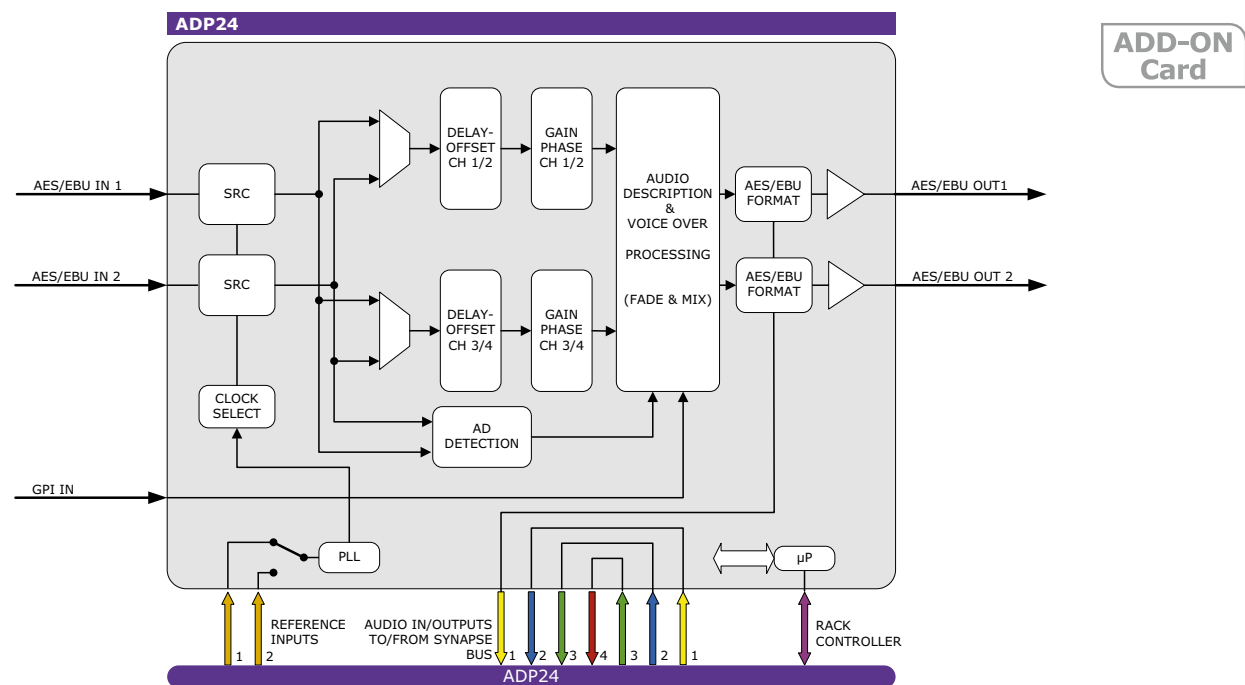 ADP24
ADD-ON
Card
DELAY-
OFFSET
CH 1/2
GAIN
PHASE
CH 1/2
AUDIO
DESCRIPTION
&
VOICE OVER
PROCESSING
(FADE & MIX)
AES/EBU IN 1
SRC
AES/EBU
FORMAT
AES/EBU OUT1
AES/EBU IN 2
SRC
AES/EBU
FORMAT
AES/EBU OUT 2
DELAY-
OFFSET
CH 3/4
GAIN
PHASE
CH 3/4
CLOCK
SELECT
AD
DETECTION
GPI IN
PLL
µP
REFERENCE
INPUTS
AUDIO IN/OUTPUTS
TO/FROM SYNAPSE
BUS
RACK
CONTROLLER
1 2 1 2 3 4 3 2 1
ADP24